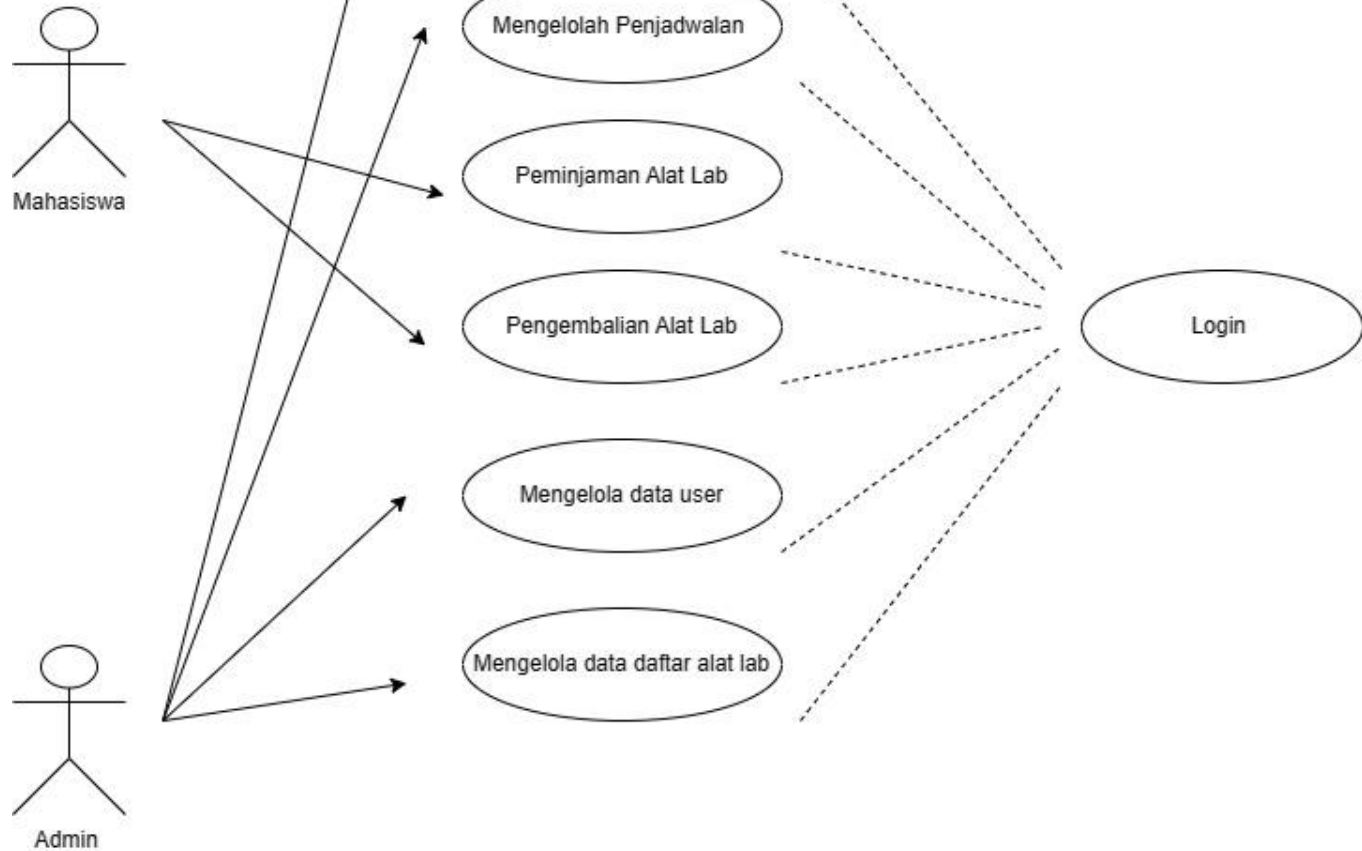 Mengelolah Penjadwalan
Peminjaman Alat Lab
Mahasiswa
Pengembalian Alat Lab
Login
Mengelola data user
Mengelola data daftar alat lab
Admin